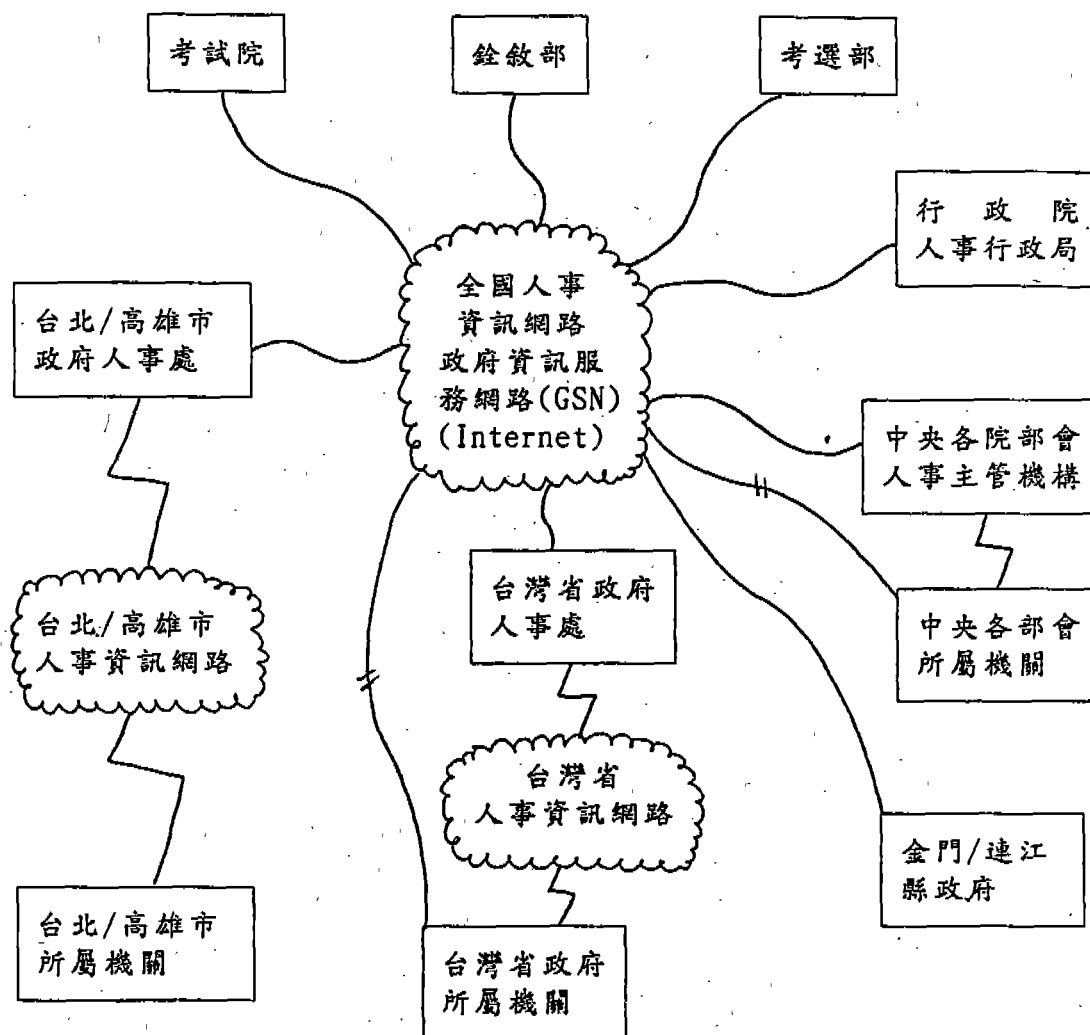 考試院
銓敘部
考選部
行政院
人事行政局
全國人事
資訊網路
政府資訊服
務網路(GSN)
(Internet)
台北/高雄市
政府人事處
中央各院部會
人事主管機構
台灣省政府
人事處
中央各部會
所屬機關
台北/高雄市
人事資訊網路
台灣省
人事資訊網路
金門/連江
縣政府
台北/高雄市
所屬機關
台灣省政府
所屬機關